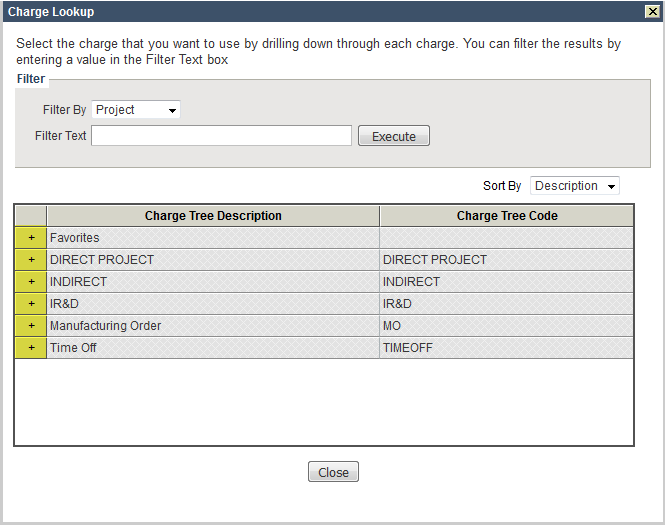 Charge Lookup
Select the charge that you want to use by drilling down through each charge. You can filter the results by
entering a value in the Filter Text box
Filter
Filter By Project
Filter Text Execute
Sort By Description
Charge Tree Description Charge Tree Code
+ Favorites
+ DIRECT PROJECT DIRECT PROJECT
+ INDIRECT INDIRECT
+ IR&D IR&D
+ Manufacturing Order MO
+ Time Off TIMEOFF
Close